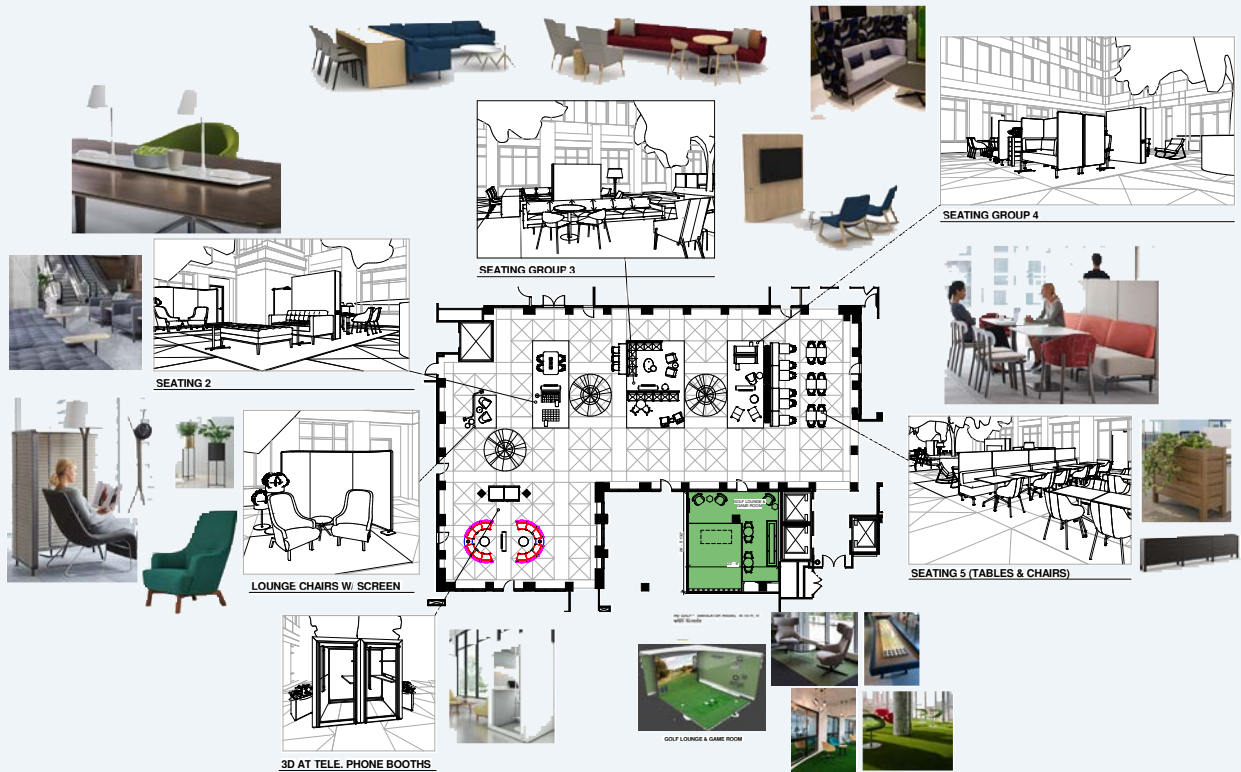 SEATING GROUP 4
SEATING GROUP 3
SEATING 2
GOLF LOUNGE &
GAME ROOM
SEATING 5 (TABLES & CHAIRS)
LOUNGE CHAIRS W/ SCREEN
GOLF LOUNGE & GAME ROOM
3D AT TELE. PHONE BOOTHS